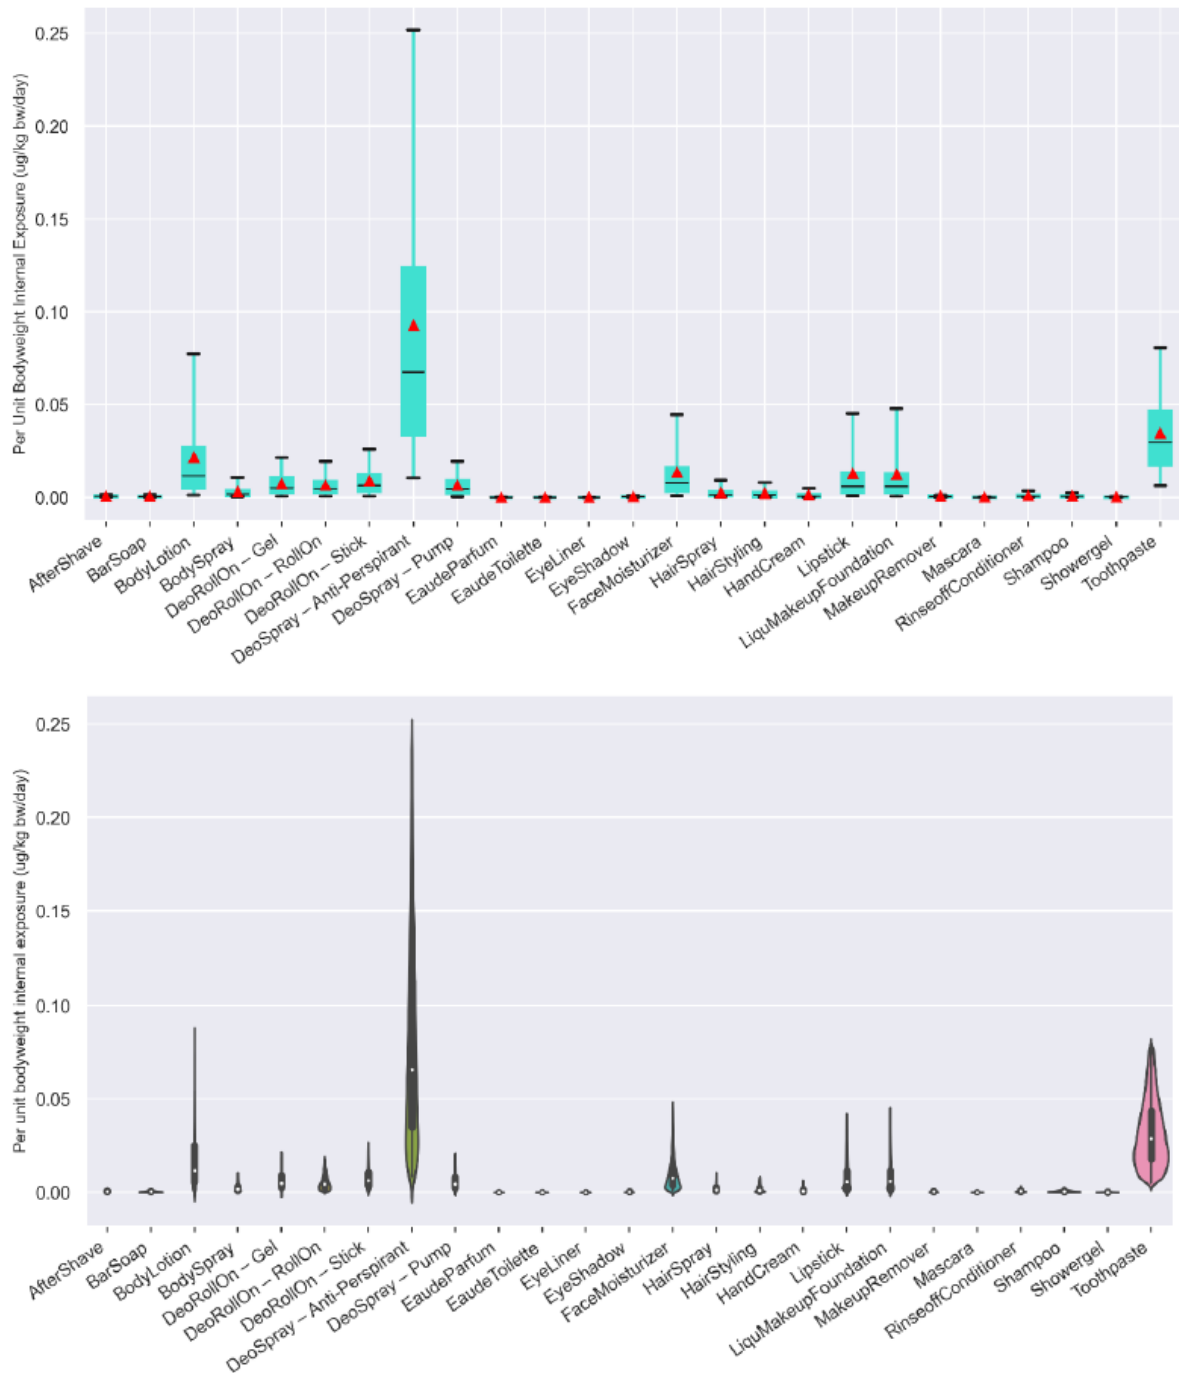 Per Unit Bodyweight Internal Exposure (ug/kg bw/day)
0.25
0.20
0.15
0.10
0.05
0.00
AfterShave
BarSoap
BodyLotion
BodySpray
DeoRollOn – Gel
DeoRollOn – RollOn
DeoRollOn – Stick
DeoSpray – Anti-Perspirant
DeoSpray – Pump
EaudeParfum
EaudeToilette
EyeLiner
EyeShadow
FaceMoisturizer
HairSpray
HairStyling
HandCream
Lipstick
LiquMakeupFoundation
MakeupRemover
Mascara
RinseoffConditioner
Shampoo
Showergel
Toothpaste
Per unit bodyweight internal exposure (ug/kg bw/day)
0.25
0.20
0.15
0.10
0.05
0.00
AfterShave
BarSoap
BodyLotion
BodySpray
DeoRollOn – Gel
DeoRollOn – RollOn
DeoRollOn – Stick
DeoSpray – Anti-Perspirant
DeoSpray – Pump
EaudeParfum
EaudeToilette
EyeLiner
EyeShadow
FaceMoisturizer
HairSpray
HairStyling
HandCream
Lipstick
LiquMakeupFoundation
MakeupRemover
Mascara
RinseoffConditioner
Shampoo
Showergel
Toothpaste